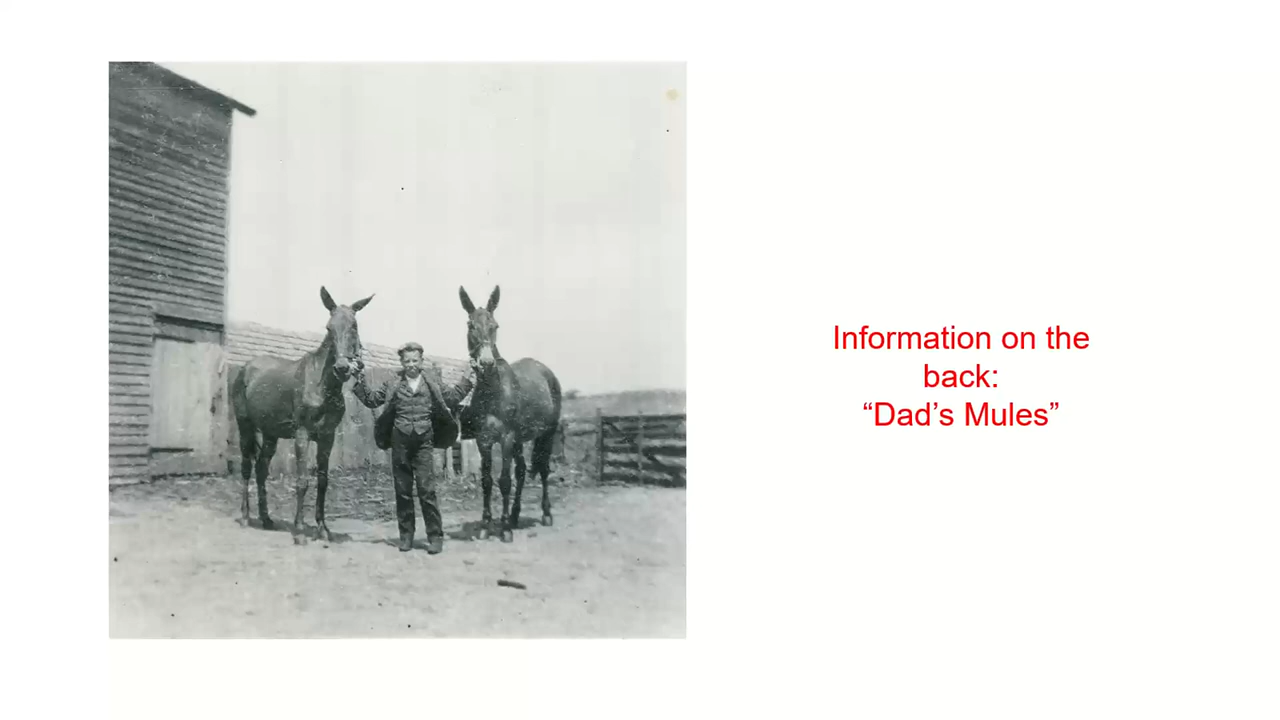 Information on the
back:
“Dad’s Mules”